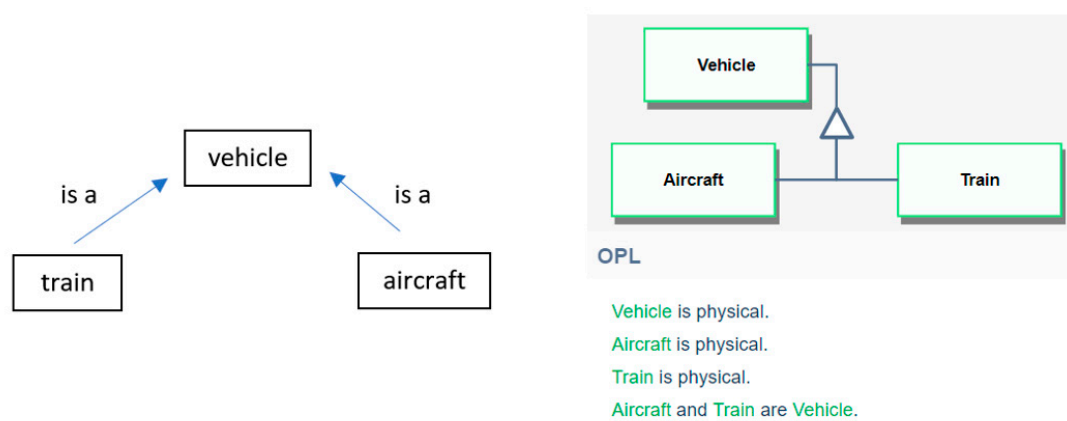 vehicle
is a
is a
train
aircraft
Vehicle
Aircraft
Train
OPL
Vehicle is physical.
Aircraft is physical.
Train is physical.
Aircraft and Train are Vehicle.